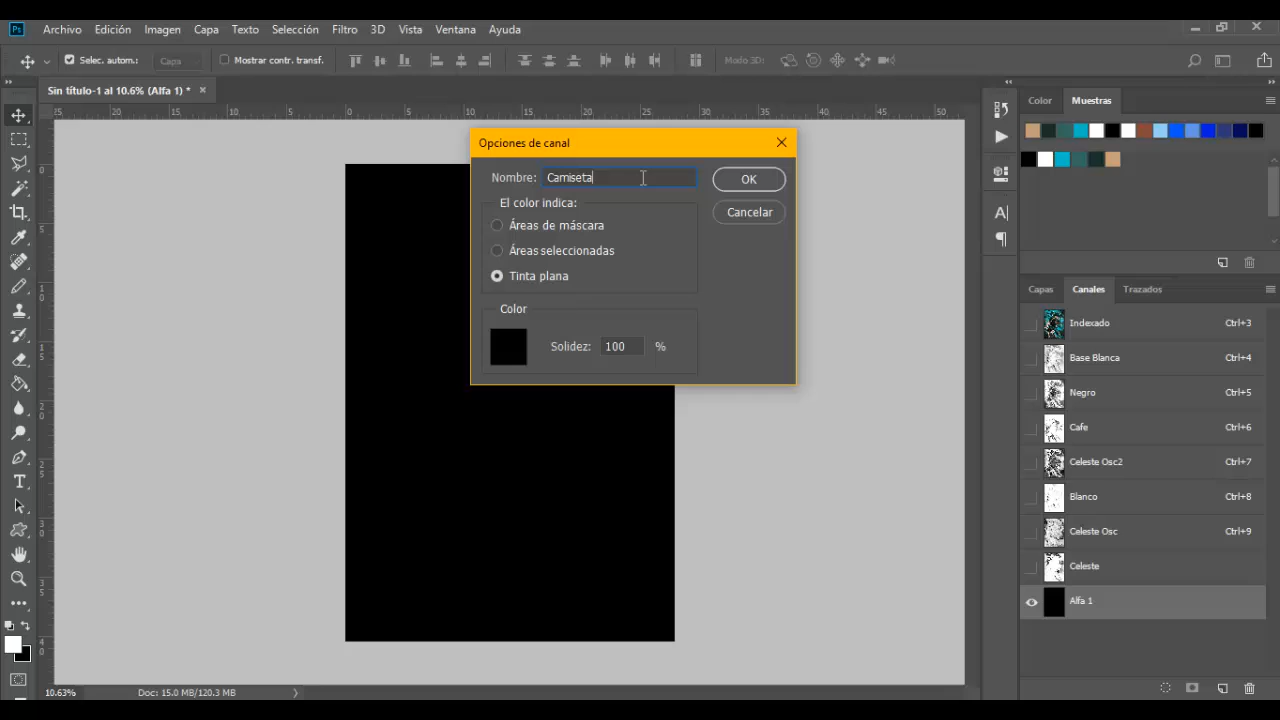 Ps Archivo Edición Imagen Capa Texto Selección Filtro 3D Vista Ventana Ayuda
Selec. autom.: Capa Mostrar contr. transf. Modo 3D:
Sin título-1 al 10.6% (Alfa 1) *
Color Muestras
Opciones de canal
Nombre: Camiseta
OK
El color indica:
Cancelar
Áreas de máscara
Áreas seleccionadas
Tinta plana
Color
Solidez: 100 %
Capas Canales Trazados
Indexado Ctrl+3
Base Blanca Ctrl+4
Negro Ctrl+5
Cafe Ctrl+6
Celeste Osc2 Ctrl+7
Blanco Ctrl+8
Celeste Osc Ctrl+9
Celeste
Alfa 1
10.63% Doc: 15.0 MB/120.3 MB